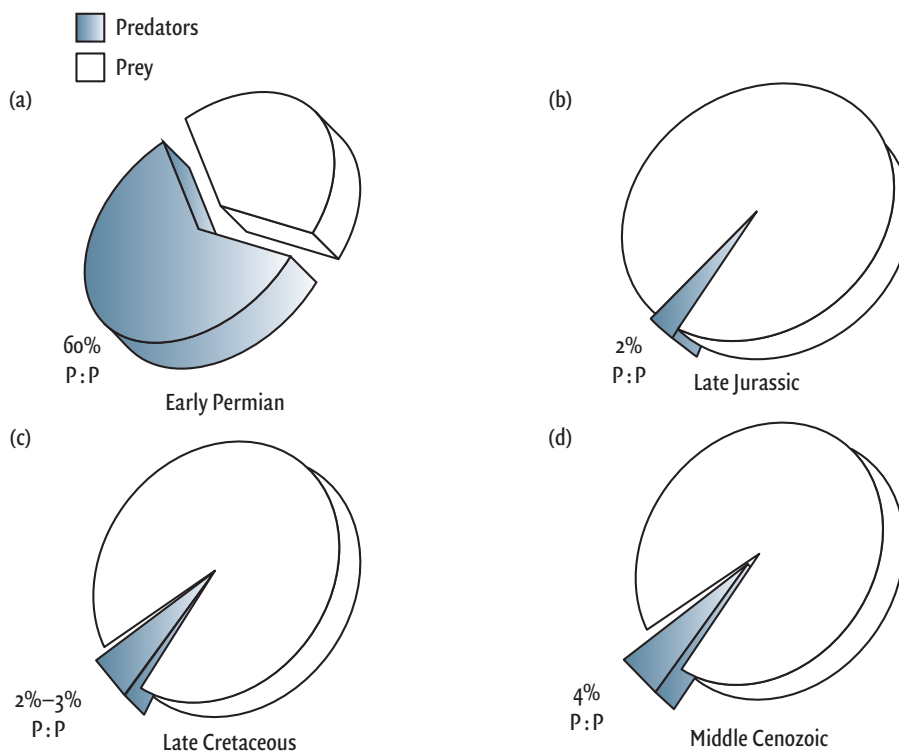 Predators
Prey
(a)
60%
P:P
Early Permian
(b)
2%
P:P
Late Jurassic
(c)
2%–3%
P:P
Late Cretaceous
(d)
4%
P:P
Middle Cenozoic